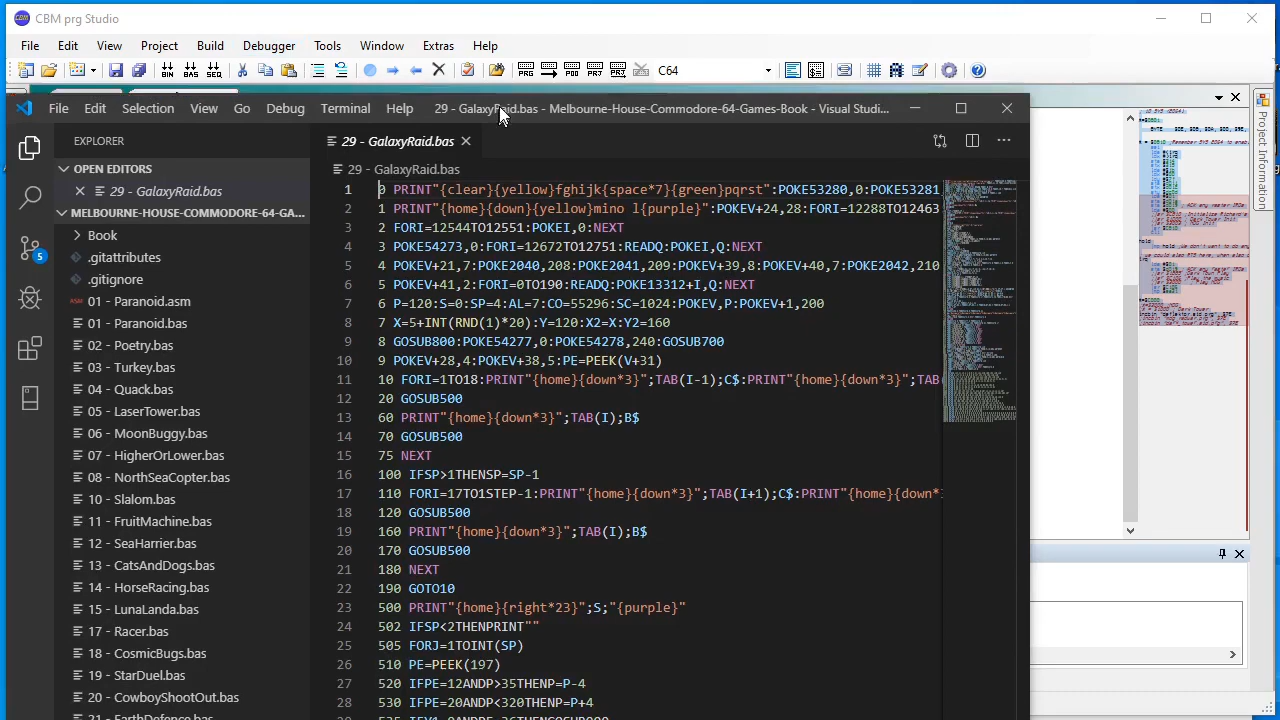 CBM prg Studio
File Edit View Project Build Debugger Tools Window Extras Help
C64
File Edit Selection View Go Debug Terminal Help 29 - GalaxyRaid.bas - Melbourne-House-Commodore-64-Games-Book - Visual Studi...
EXPLORER
OPEN EDITORS
29 - GalaxyRaid.bas
MELBOURNE-HOUSE-COMMODORE-64-GA...
Book
.gitattributes
.gitignore
01 - Paranoid.asm
01 - Paranoid.bas
02 - Poetry.bas
03 - Turkey.bas
04 - Quack.bas
05 - LaserTower.bas
06 - MoonBuggy.bas
07 - HigherOrLower.bas
08 - NorthSeaCopter.bas
10 - Slalom.bas
11 - FruitMachine.bas
12 - SeaHarrier.bas
13 - CatsAndDogs.bas
14 - HorseRacing.bas
15 - LunaLanda.bas
17 - Racer.bas
18 - CosmicBugs.bas
19 - StarDuel.bas
20 - CowboyShootOut.bas
21 - EarthDefence.bas
5
29 - GalaxyRaid.bas
29 - GalaxyRaid.bas
1 0 PRINT"{clear}{yellow}fghijk{space*7}{green}pqrst":POKE53280,0:POKE53281
2 1 PRINT"{home}{down}{yellow}mino l{purple}":POKEV+24,28:FORI=12288TO12463
3 2 FORI=12544TO12551:POKEI,0:NEXT
4 3 POKE54273,0:FORI=12672TO12751:READQ:POKEI,Q:NEXT
5 4 POKEV+21,7:POKE2040,208:POKE2041,209:POKEV+39,8:POKEV+40,7:POKE2042,210
6 5 POKEV+41,2:FORI=0TO190:READQ:POKE13312+I,Q:NEXT
7 6 P=120:S=0:SP=4:AL=7:CO=55296:SC=1024:POKEV,P:POKEV+1,200
8 7 X=5+INT(RND(1)*20):Y=120:X2=X:Y2=160
9 8 GOSUB800:POKE54277,0:POKE54278,240:GOSUB700
10 9 POKEV+28,4:POKEV+38,5:PE=PEEK(V+31)
11 10 FORI=1TO18:PRINT"{home}{down*3}";TAB(I-1);C$:PRINT"{home}{down*3}";TAB
12 20 GOSUB500
13 60 PRINT"{home}{down*3}";TAB(I);B$
14 70 GOSUB500
15 75 NEXT
16 100 IFSP>1THENSP=SP-1
17 110 FORI=17TO1STEP-1:PRINT"{home}{down*3}";TAB(I+1);C$:PRINT"{home}{down*
18 120 GOSUB500
19 160 PRINT"{home}{down*3}";TAB(I);B$
20 170 GOSUB500
21 180 NEXT
22 190 GOTO10
23 500 PRINT"{home}{right*23}";S;"{purple}"
24 502 IFSP<2THENPRINT""
25 505 FORJ=1TOINT(SP)
26 510 PE=PEEK(197)
27 520 IFPE=12ANDP>35THENP=P-4
28 530 IFPE=20ANDP<320THENP=P+4
Project Information